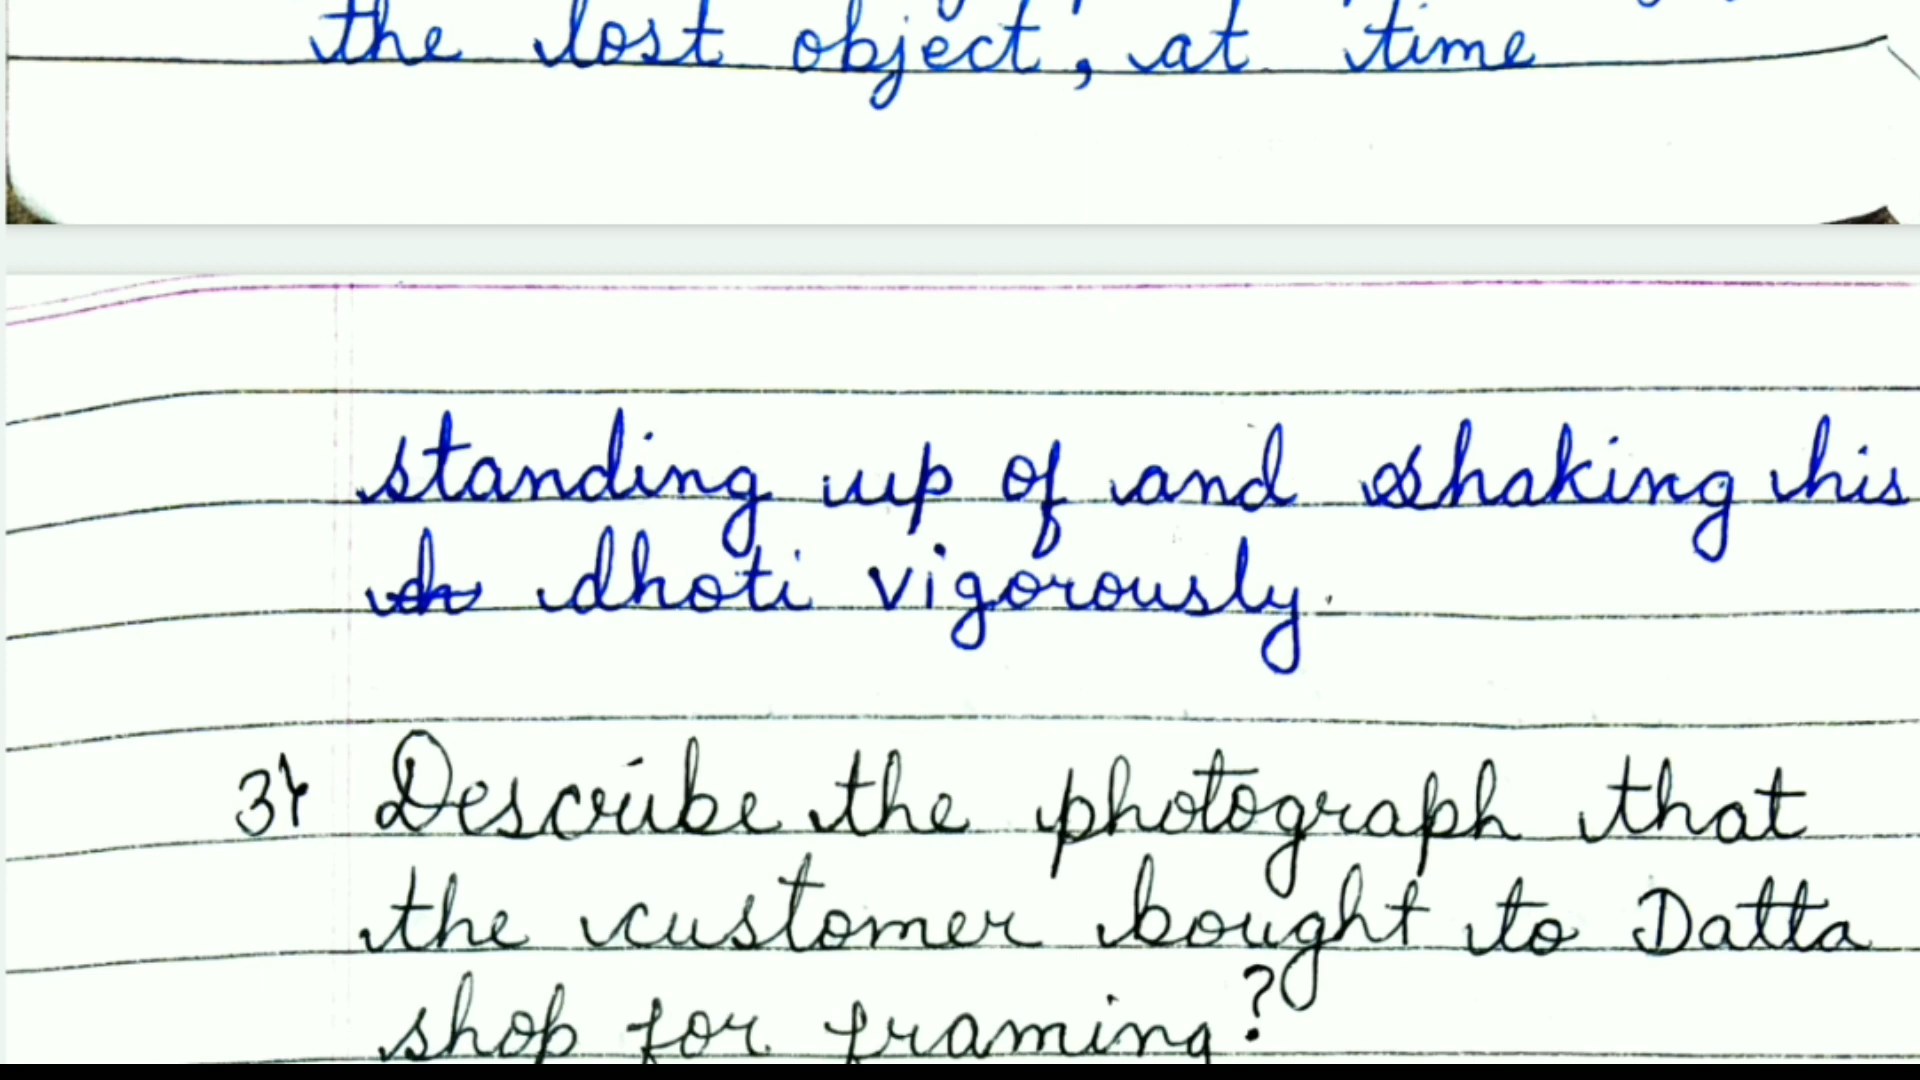 the lost object, at time
standing up of and shaking his
dhoti vigorously.
3) Describe the photograph that
the customer bought to Datta
shop for framing?